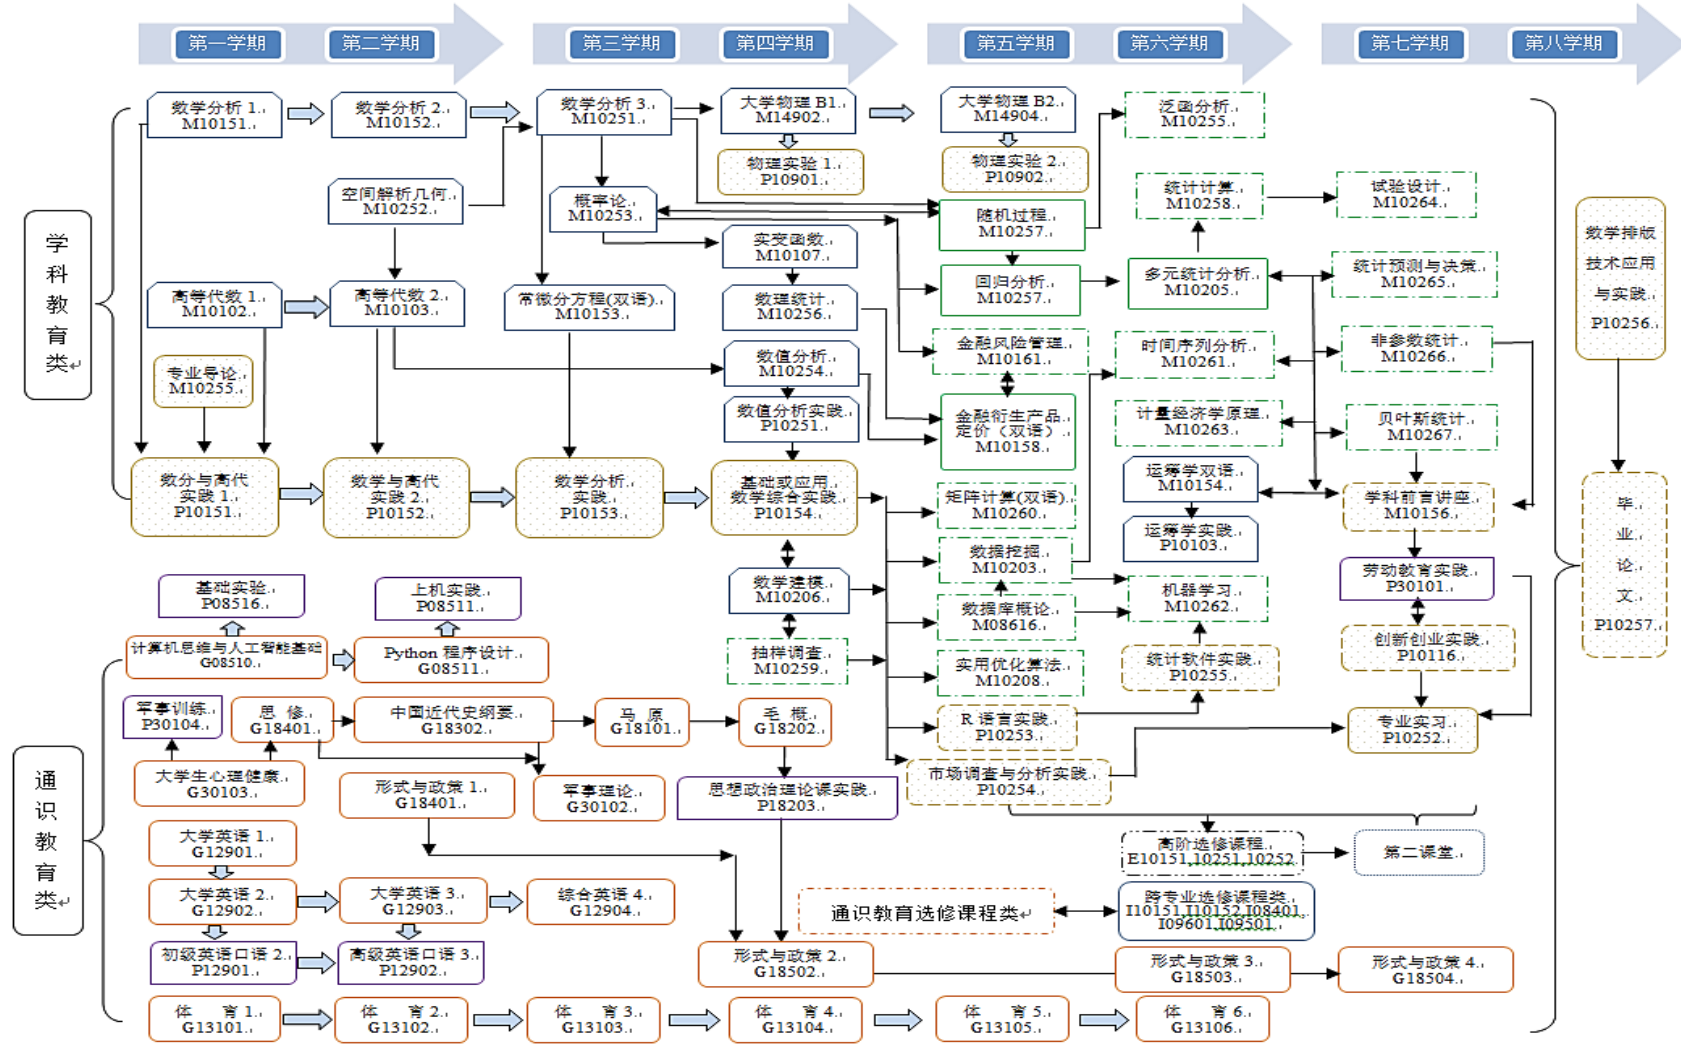 第一学期
第二学期
第三学期
第四学期
第五学期
第六学期
第七学期
第八学期
学科教育类
数学分析 1.
M10151.
数学分析 2.
M10152.
数学分析 3.
M10251.
大学物理 B1.
M14902.
大学物理 B2.
M14904.
泛函分析.
M10255.
物理实验 1.
P10901.
物理实验 2.
P10902.
空间解析几何.
M10252.
概率论.
M10253.
随机过程.
M10257.
统计计算.
M10258.
试验设计.
M10264.
实变函数.
M10107.
高等代数 1.
M10102.
高等代数 2.
M10103.
常微分方程(双语).
M10153.
数理统计.
M10256.
回归分析.
M10257.
多元统计分析.
M10205.
统计预测与决策.
M10265.
专业导论.
M10255.
数值分析.
M10254.
金融风险管理.
M10161.
时间序列分析.
M10261.
非参数统计.
M10266.
数值分析实践.
P10251.
金融衍生产品.
定价（双语）.
M10158.
计量经济学原理.
M10263.
贝叶斯统计.
M10267.
数分与高代
实践 1.
P10151.
数学与高代
实践 2.
P10152.
数学分析.
实践.
P10153.
基础或应用.
数学综合实践.
P10154.
矩阵计算(双语).
M10260.
运筹学双语.
M10154.
学科前言讲座.
M10156.
运筹学实践.
P10103.
数据挖掘.
M10203.
数学建模.
M10206.
数据库概论.
M08616.
机器学习.
M10262.
劳动教育实践.
P30101.
抽样调查.
M10259.
实用优化算法.
M10208.
统计软件实践.
P10255.
创新创业实践.
P10116.
R 语言实践.
P10253.
专业实习.
P10252.
市场调查与分析实践.
P10254.
数学排版
技术应用
与实践.
P10256.
毕
业
论
文
P10257.
通识教育类
基础实验.
P08516.
上机实践.
P08511.
计算机思维与人工智能基础
G08510.
Python 程序设计.
G08511.
军事训练.
P30104.
思 修.
G18401.
中国近代史纲要.
G18302.
马 原
G18101.
毛 概.
G18202.
大学生心理健康.
G30103.
形式与政策 1.
G18401.
军事理论.
G30102.
思想政治理论课实践.
P18203.
大学英语 1.
G12901.
大学英语 2.
G12902.
大学英语 3.
G12903.
综合英语 4.
G12904.
初级英语口语 2.
P12901.
高级英语口语 3.
P12902.
高阶选修课程.
E10151,10251,10252.
第二课堂.
通识教育选修课程类
跨专业选修课程类.
I10151,I10152,I08401,
I09601,I09501.
形式与政策 2.
G18502.
形式与政策 3.
G18503.
形式与政策 4.
G18504.
体 育 1.
G13101.
体 育 2.
G13102.
体 育 3.
G13103.
体 育 4.
G13104.
体 育 5.
G13105.
体 育 6.
G13106.